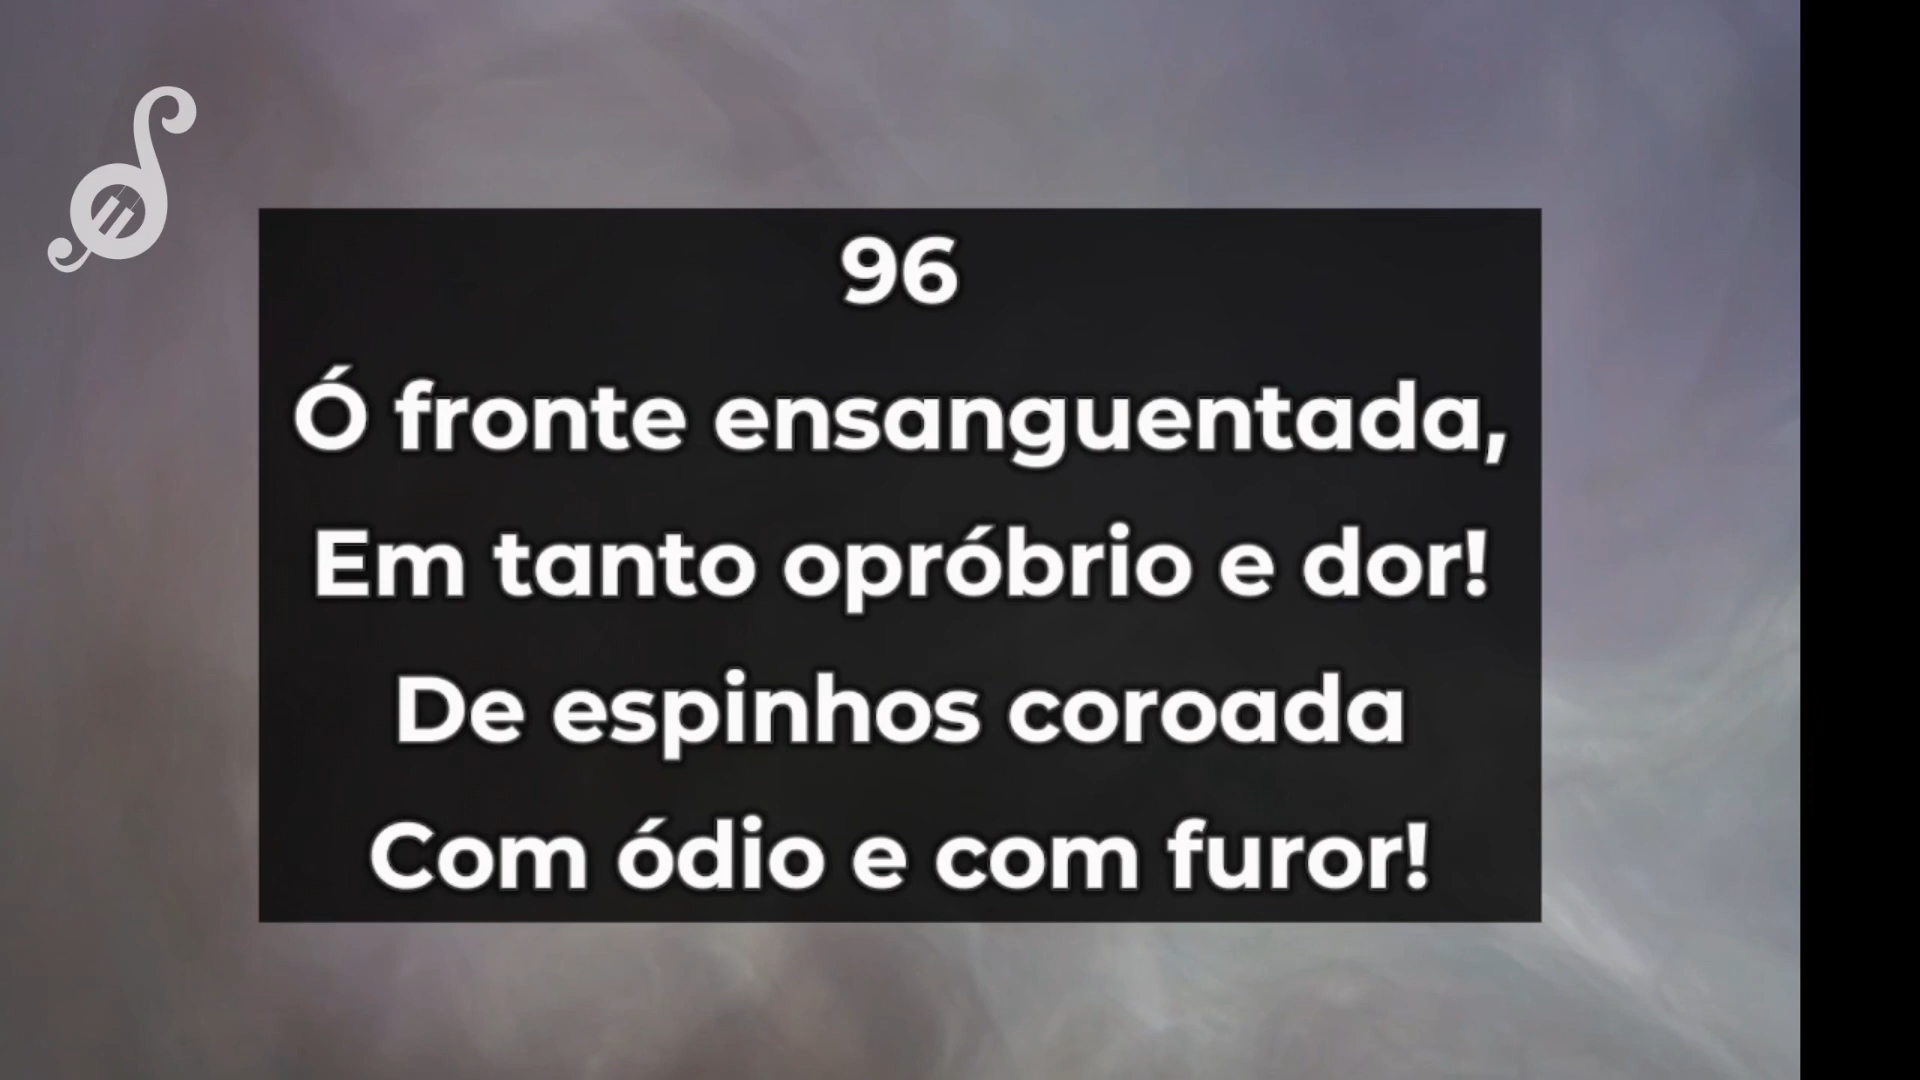 96
Ó fronte ensanguentada,
Em tanto opróbrio e dor!
De espinhos coroada
Com ódio e com furor!